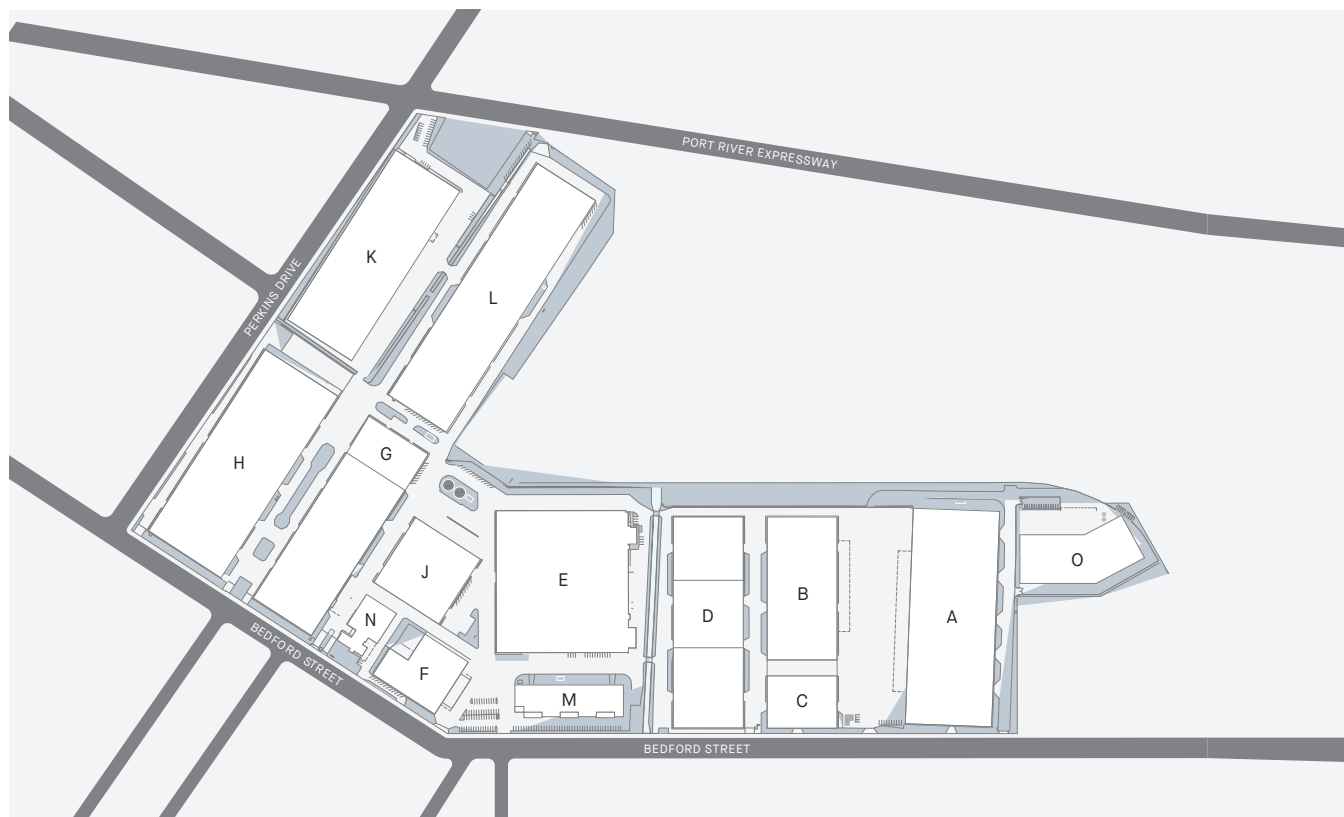 PORT RIVER EXPRESSWAY
K
PERKINS DRIVE
L
H
G
J
E
O
B
D
A
N
F
M
C
BEDFORD STREET
BEDFORD STREET